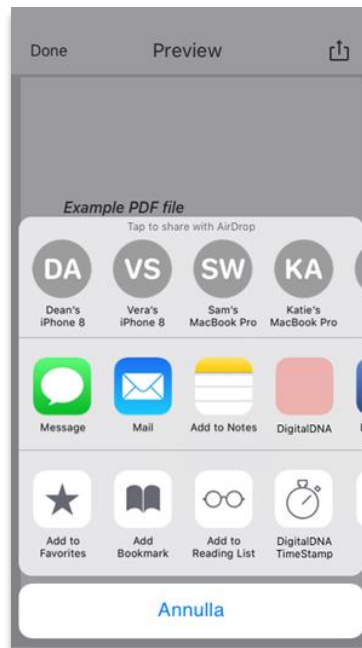 Done Preview
Example PDF file
Tap to share with AirDrop
DA VS SW KA
Dean's Vera's Sam's Katie's
iPhone 8 iPhone 8 MacBook Pro MacBook Pro
Message Mail Add to Notes DigitalDNA
Add to Add Add to DigitalDNA
Favorites Bookmark Reading List TimeStamp
Annulla